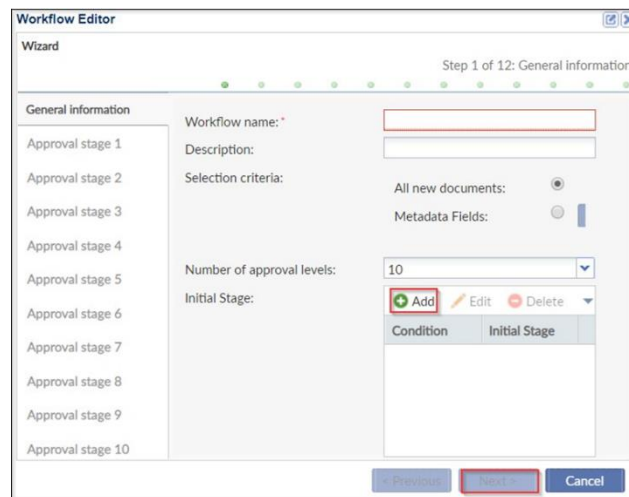 Workflow Editor
Wizard
Step 1 of 12: General information
General information
Approval stage 1
Approval stage 2
Approval stage 3
Approval stage 4
Approval stage 5
Approval stage 6
Approval stage 7
Approval stage 8
Approval stage 9
Approval stage 10
Workflow name:*
Description:
Selection criteria:
All new documents:
Metadata Fields:
Number of approval levels:
10
Initial Stage:
Add Edit Delete
Condition Initial Stage
< Previous Next > Cancel